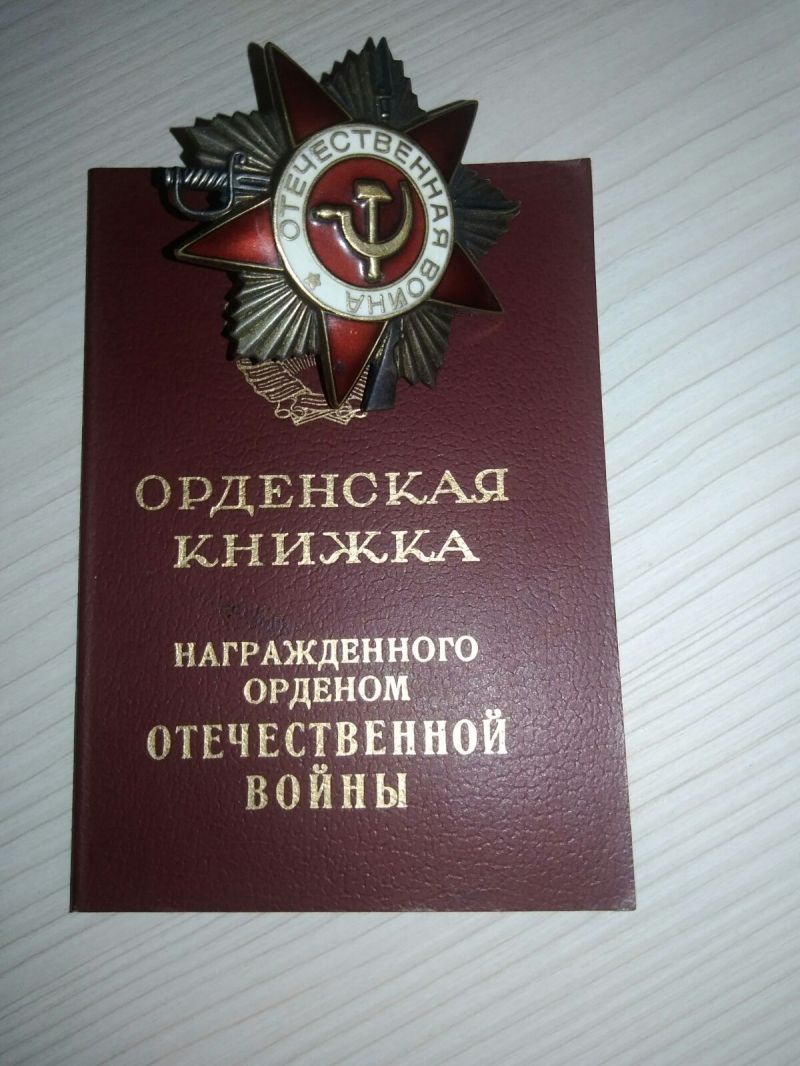 ОТЕЧЕСТВЕННАЯ ВОЙНА
ОРДЕНСКАЯ
КНИЖКА
НАГРАЖДЕННОГО
ОРДЕНОМ
ОТЕЧЕСТВЕННОЙ
ВОЙНЫ